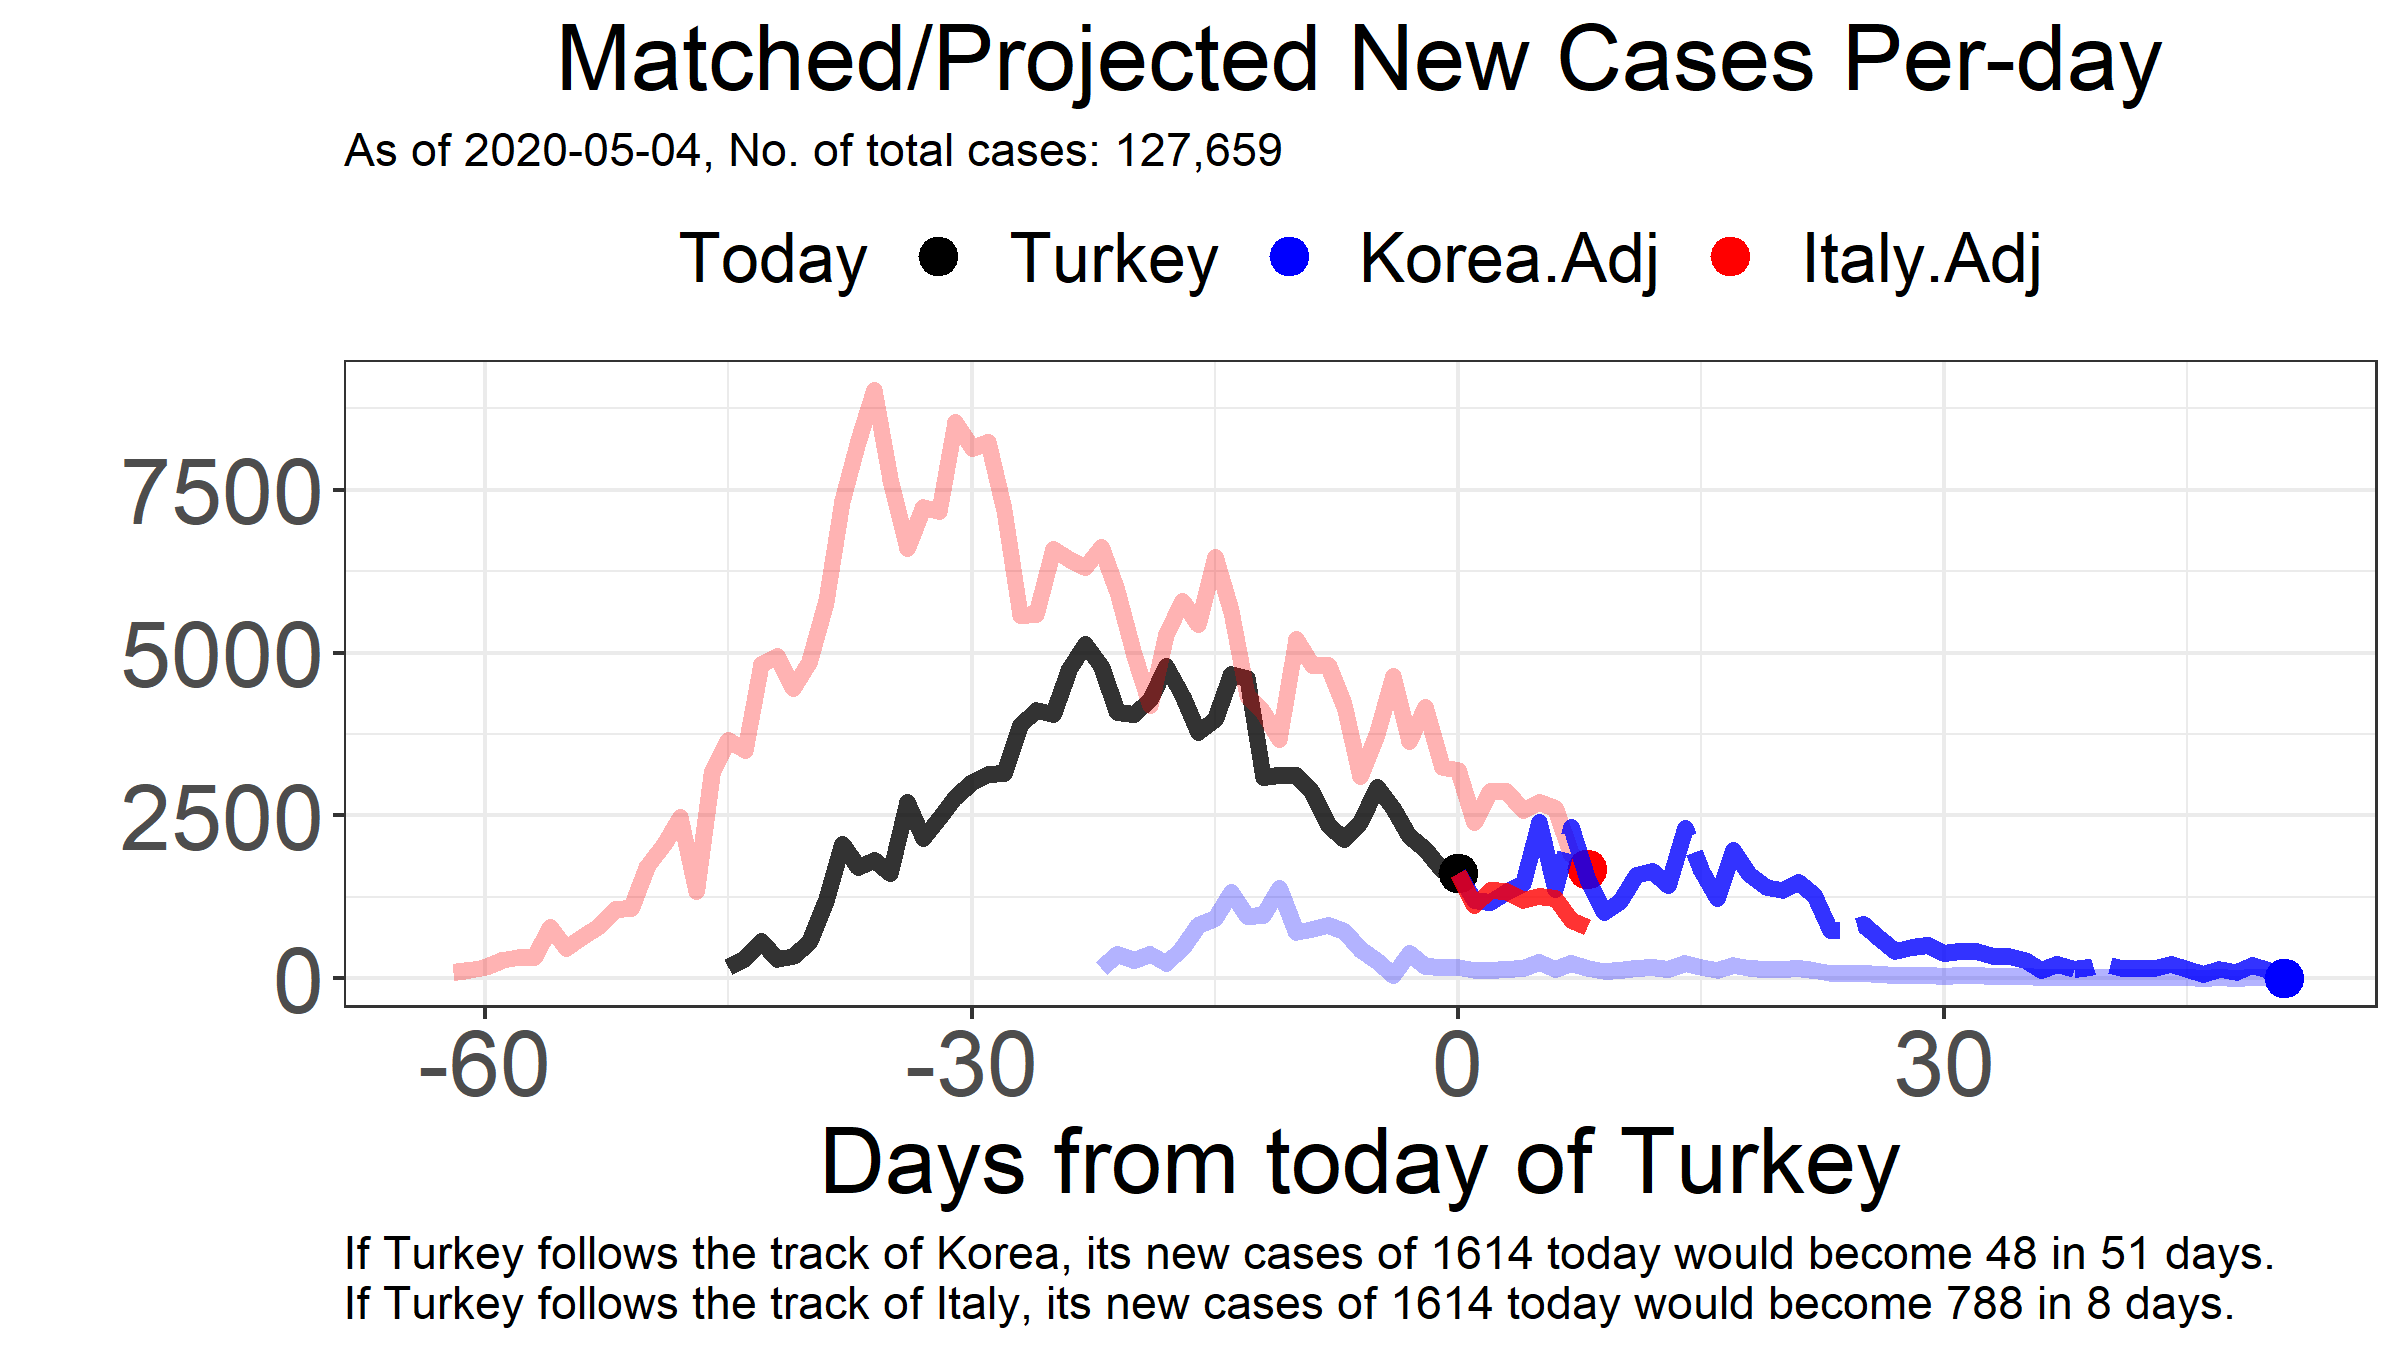 Matched/Projected New Cases Per-day
As of 2020-05-04, No. of total cases: 127,659
Today Turkey Korea.Adj Italy.Adj
7500
5000
2500
0
-60 -30 0 30
Days from today of Turkey
If Turkey follows the track of Korea, its new cases of 1614 today would become 48 in 51 days.
If Turkey follows the track of Italy, its new cases of 1614 today would become 788 in 8 days.